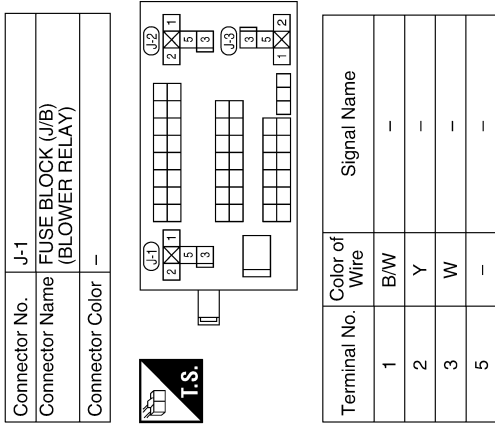 Connector No. J-1
Connector Name FUSE BLOCK (J/B)
(BLOWER RELAY)
Connector Color –
T.S.
J-1
2 1
5
3
J-2
2 1
5
3
J-3
3
5
1 2
Terminal No. Color of Wire Signal Name
1 B/W –
2 Y –
3 W –
5 – –